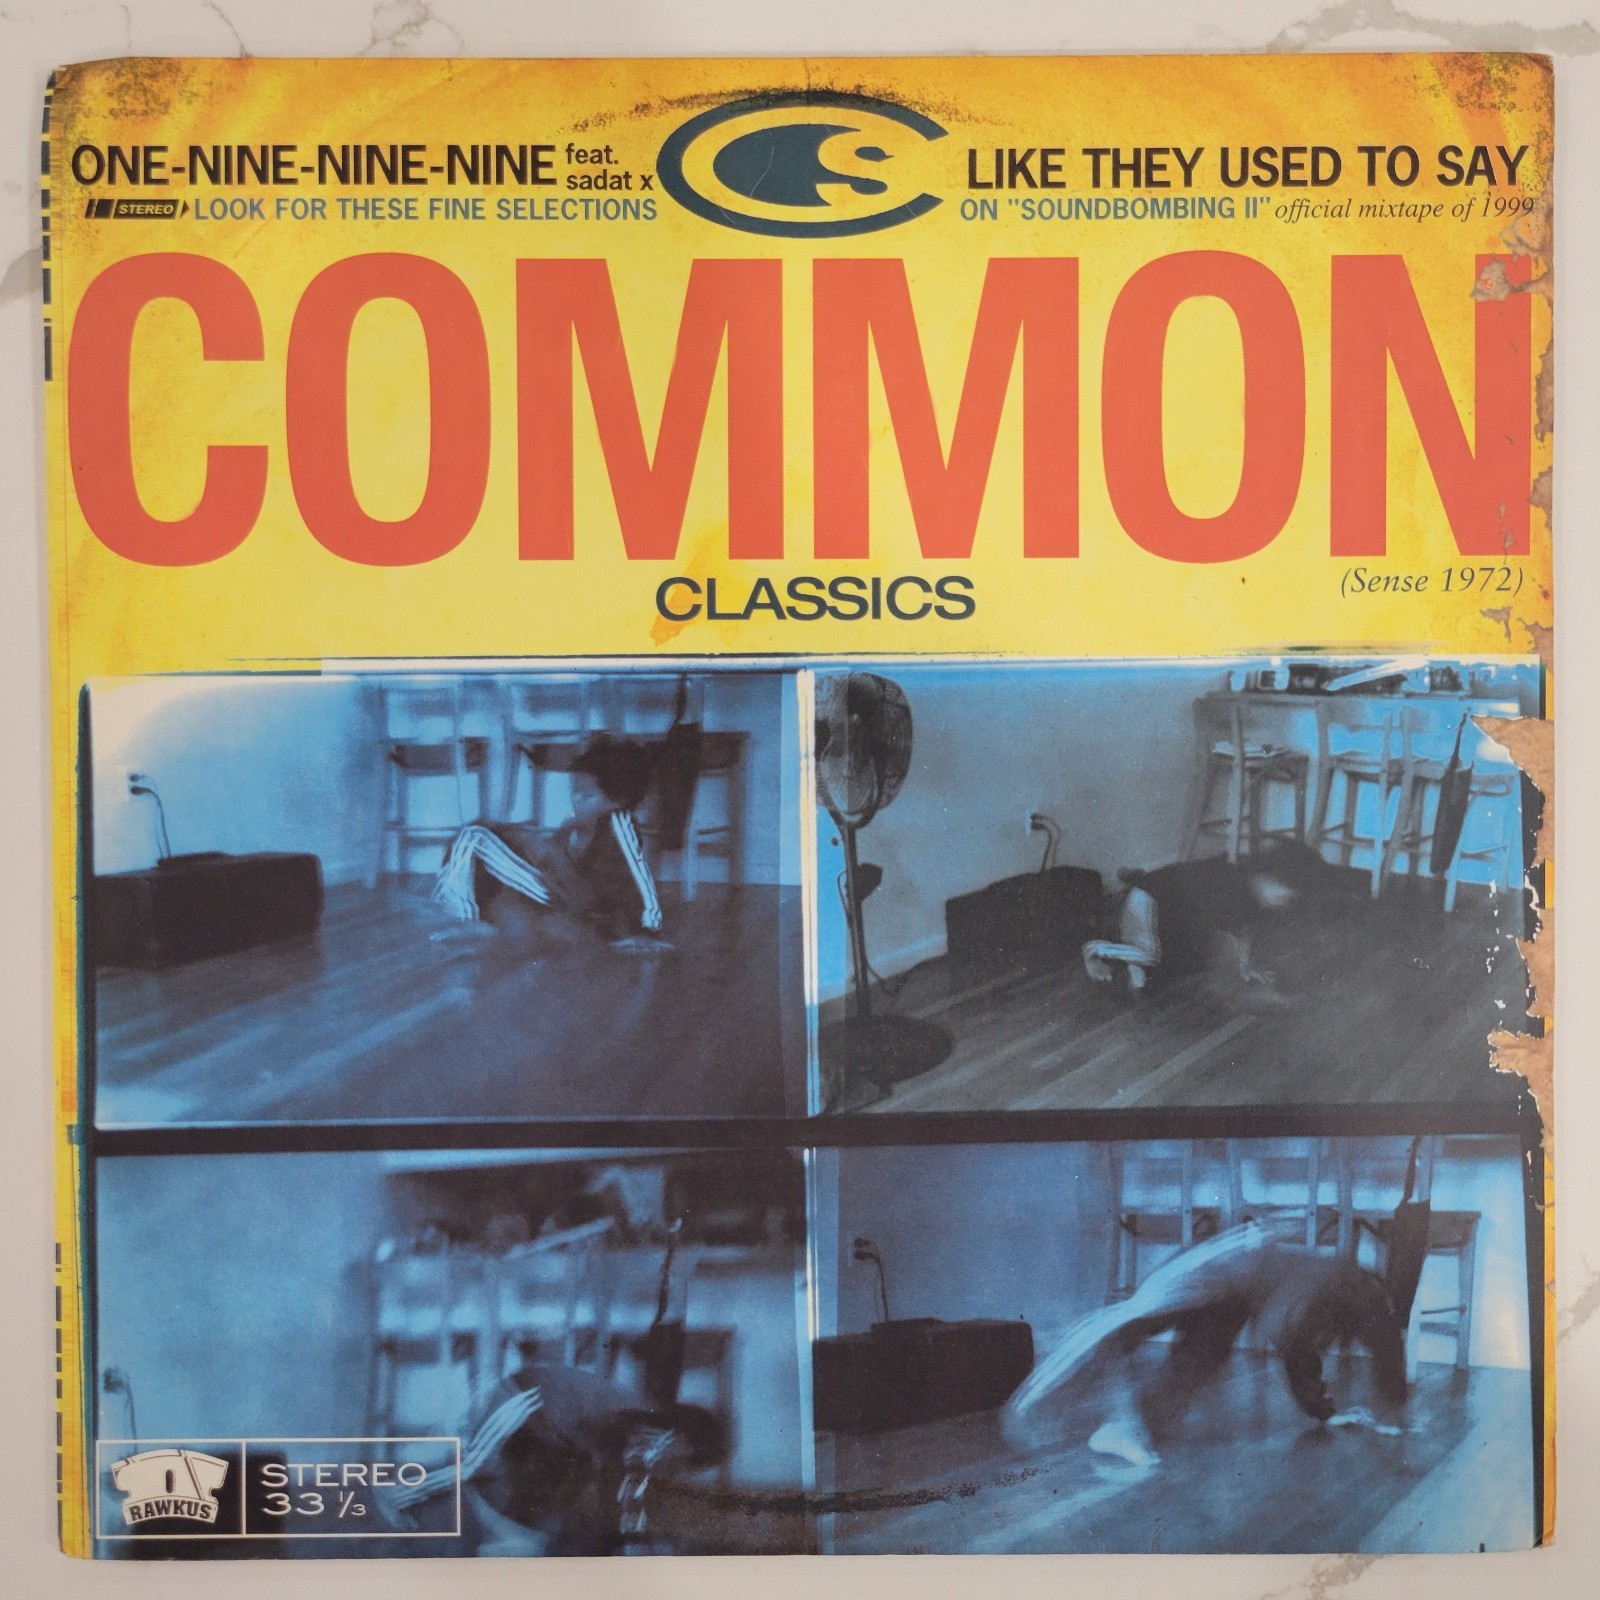 CS
ONE-NINE-NINE-NINE feat. sadat x
LIKE THEY USED TO SAY
STEREO LOOK FOR THESE FINE SELECTIONS
ON "SOUNDBOMBING II" official mixtape of 1999
COMMON
(Sense 1972)
CLASSICS
RAWKUS
STEREO
33 1/3